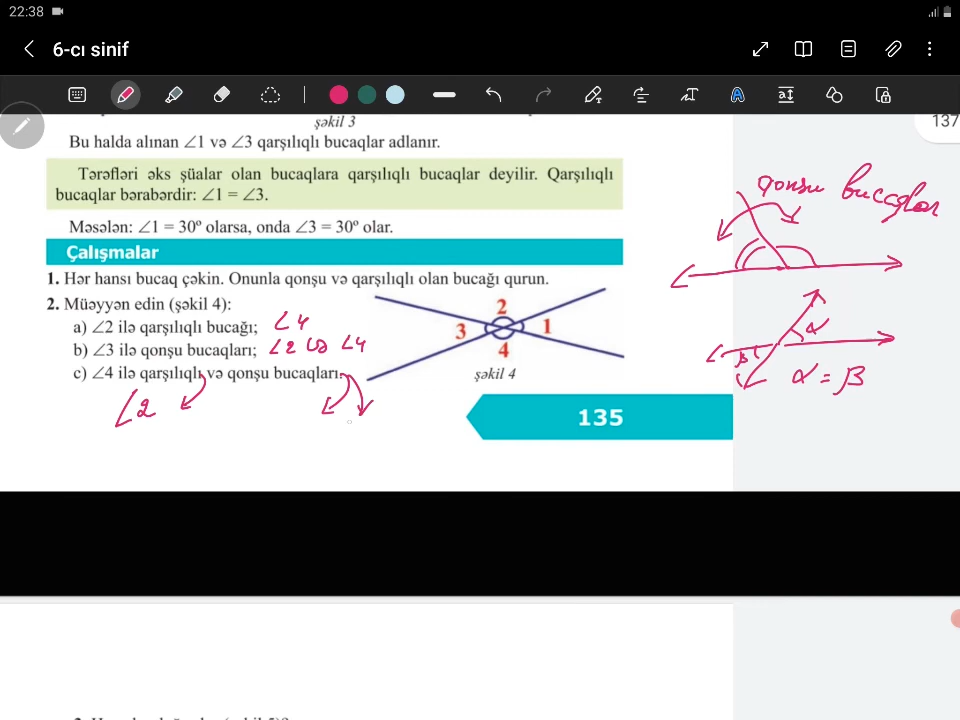 22:38
6-cı sinif
137
şəkil 3
Bu halda alınan ∠1 və ∠3 qarşılıqlı bucaqlar adlanır.
Tərəfləri əks şüalar olan bucaqlara qarşılıqlı bucaqlar deyilir. Qarşılıqlı
bucaqlar bərabərdir: ∠1 = ∠3.
Məsələn: ∠1 = 30º olarsa, onda ∠3 = 30º olar.
Çalışmalar
1. Hər hansı bucaq çəkin. Onunla qonşu və qarşılıqlı olan bucağı qurun.
2. Müəyyən edin (şəkil 4):
a) ∠2 ilə qarşılıqlı bucağı; ∠4
b) ∠3 ilə qonşu bucaqları; ∠2 və ∠4
c) ∠4 ilə qarşılıqlı və qonşu bucaqları.
∠2
2
3
1
4
şəkil 4
135
qonşu bucaqlar
α
β
α = β